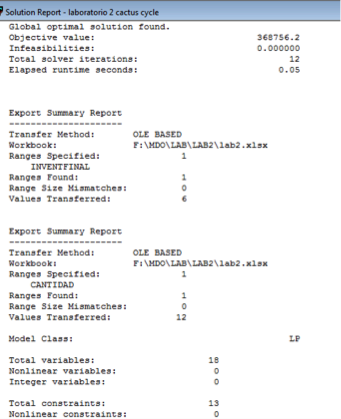 Solution Report - laboratorio 2 cactus cycle
Global optimal solution found.
Objective value: 368756.2
Infeasibilities: 0.000000
Total solver iterations: 12
Elapsed runtime seconds: 0.05
Export Summary Report
---------------------
Transfer Method: OLE BASED
Workbook: F:\MDO\LAB\LAB2\lab2.xlsx
Ranges Specified: 1
INVENTFINAL
Ranges Found: 1
Range Size Mismatches: 0
Values Transferred: 6
Export Summary Report
---------------------
Transfer Method: OLE BASED
Workbook: F:\MDO\LAB\LAB2\lab2.xlsx
Ranges Specified: 1
CANTIDAD
Ranges Found: 1
Range Size Mismatches: 0
Values Transferred: 12
Model Class: LP
Total variables: 18
Nonlinear variables: 0
Integer variables: 0
Total constraints: 13
Nonlinear constraints: 0